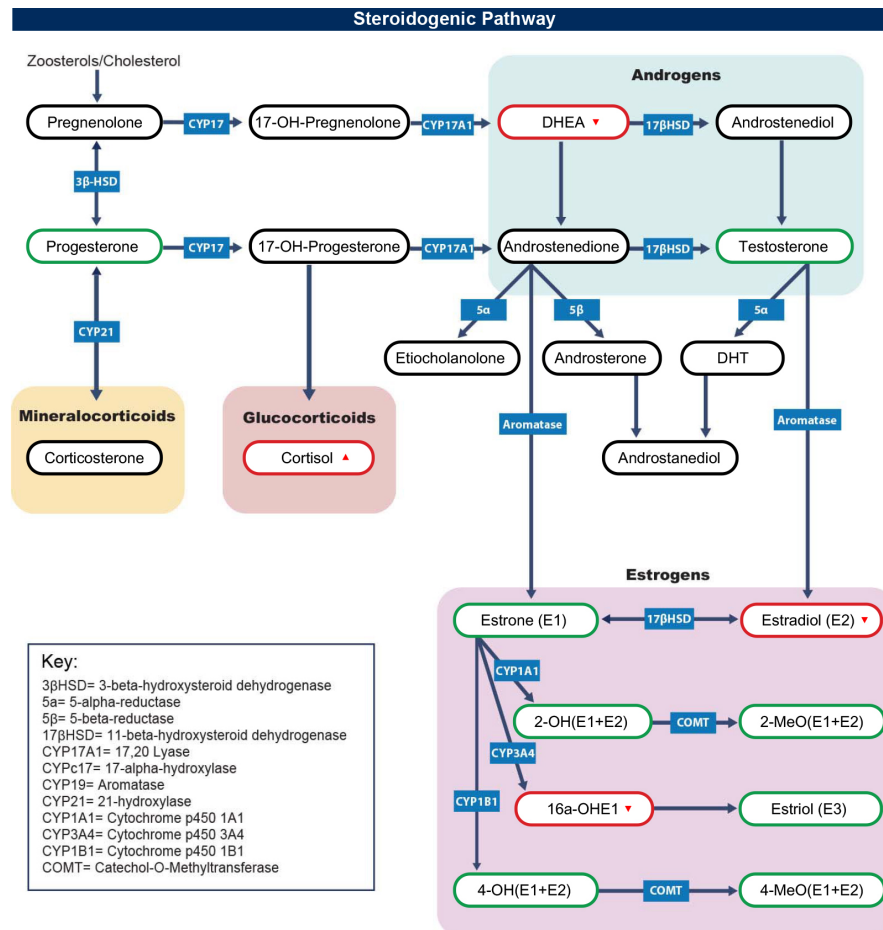 Steroidogenic Pathway
Zoosterols/Cholesterol
Androgens
Pregnenolone
CYP17
17-OH-Pregnenolone
CYP17A1
DHEA ▼
17βHSD
Androstenediol
3β-HSD
Progesterone
CYP17
17-OH-Progesterone
CYP17A1
Androstenedione
17βHSD
Testosterone
5α
5β
5α
CYP21
Etiocholanolone
Androsterone
DHT
Mineralocorticoids
Glucocorticoids
Aromatase
Aromatase
Corticosterone
Cortisol ▲
Androstanediol
Estrogens
Estrone (E1)
17βHSD
Estradiol (E2) ▼
CYP1A1
2-OH(E1+E2)
COMT
2-MeO(E1+E2)
CYP3A4
CYP1B1
16a-OHE1 ▼
Estriol (E3)
4-OH(E1+E2)
COMT
4-MeO(E1+E2)
Key:
3βHSD= 3-beta-hydroxysteroid dehydrogenase
5a= 5-alpha-reductase
5β= 5-beta-reductase
17βHSD= 11-beta-hydroxysteroid dehydrogenase
CYP17A1= 17,20 Lyase
CYPc17= 17-alpha-hydroxylase
CYP19= Aromatase
CYP21= 21-hydroxylase
CYP1A1= Cytochrome p450 1A1
CYP3A4= Cytochrome p450 3A4
CYP1B1= Cytochrome p450 1B1
COMT= Catechol-O-Methyltransferase